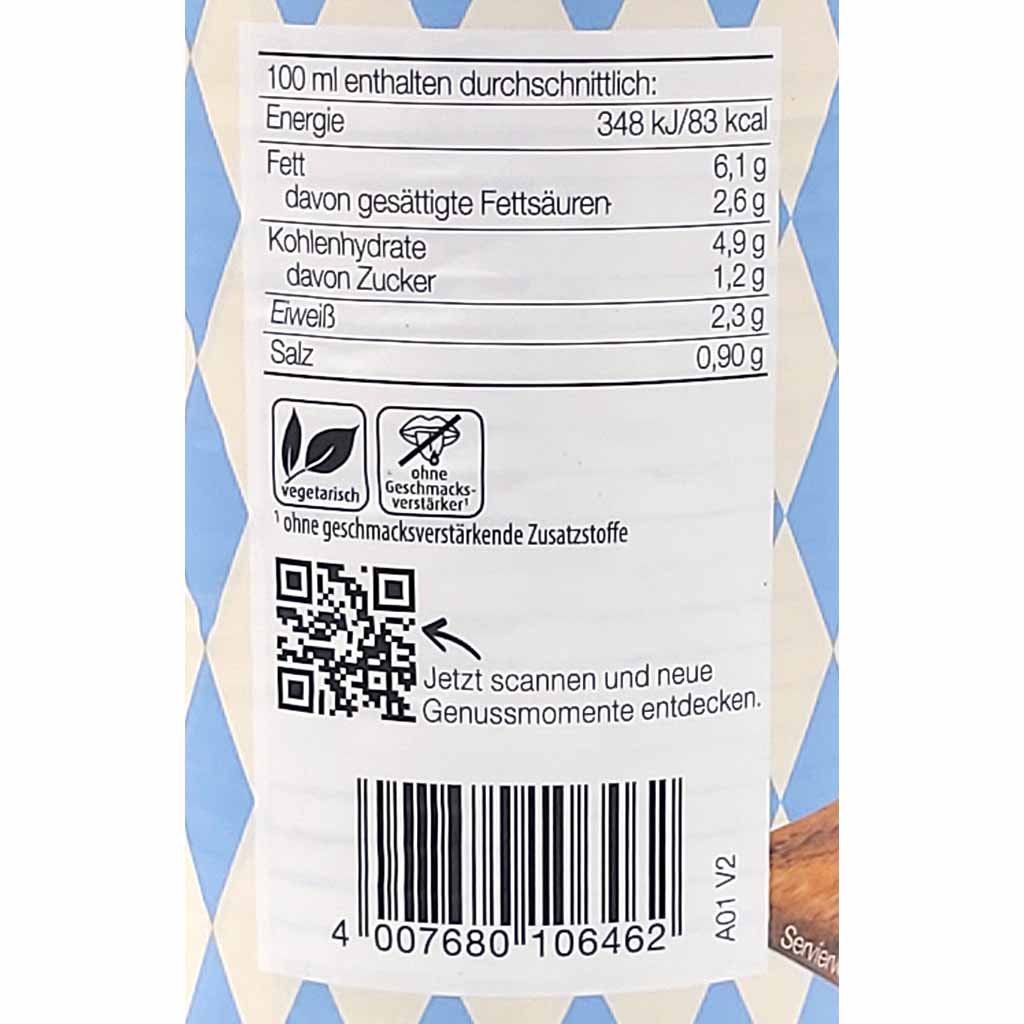 100 ml enthalten durchschnittlich:
Energie 348 kJ/83 kcal
Fett 6,1 g
davon gesättigte Fettsäuren 2,6 g
Kohlenhydrate 4,9 g
davon Zucker 1,2 g
Eiweiß 2,3 g
Salz 0,90 g
vegetarisch
ohne
Geschmacks-
verstärker¹
¹ ohne geschmacksverstärkende Zusatzstoffe
Jetzt scannen und neue
Genussmomente entdecken.
A01 V2
4 007680 106462